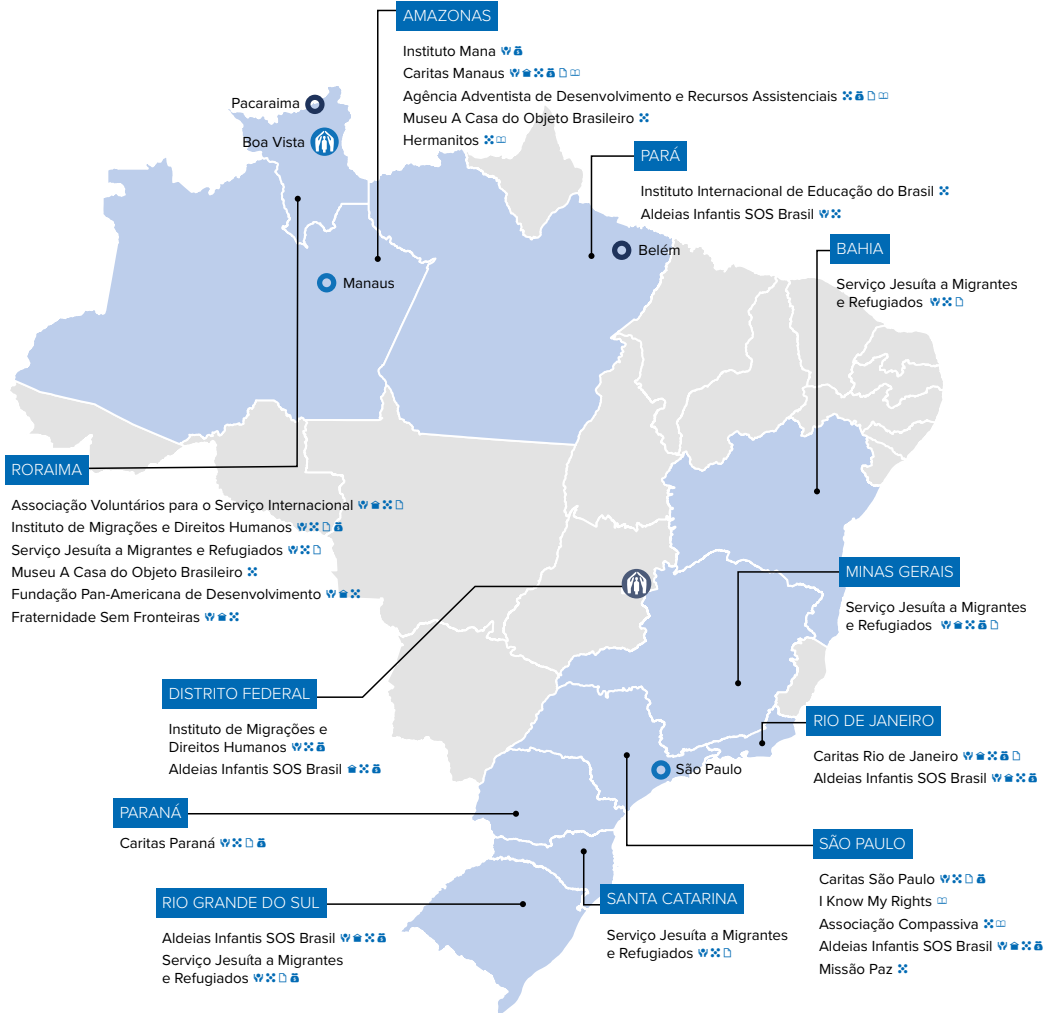 AMAZONAS
Instituto Mana
Caritas Manaus
Agência Adventista de Desenvolvimento e Recursos Assistenciais
Museu A Casa do Objeto Brasileiro
Hermanitos
Pacaraima
Boa Vista
PARÁ
Instituto Internacional de Educação do Brasil
Aldeias Infantis SOS Brasil
Belém
Manaus
BAHIA
Serviço Jesuíta a Migrantes
e Refugiados
RORAIMA
Associação Voluntários para o Serviço Internacional
Instituto de Migrações e Direitos Humanos
Serviço Jesuíta a Migrantes e Refugiados
Museu A Casa do Objeto Brasileiro
Fundação Pan-Americana de Desenvolvimento
Fraternidade Sem Fronteiras
MINAS GERAIS
Serviço Jesuíta a Migrantes
e Refugiados
DISTRITO FEDERAL
Instituto de Migrações e
Direitos Humanos
Aldeias Infantis SOS Brasil
RIO DE JANEIRO
Caritas Rio de Janeiro
Aldeias Infantis SOS Brasil
São Paulo
PARANÁ
Caritas Paraná
SÃO PAULO
Caritas São Paulo
I Know My Rights
Associação Compassiva
Aldeias Infantis SOS Brasil
Missão Paz
RIO GRANDE DO SUL
Aldeias Infantis SOS Brasil
Serviço Jesuíta a Migrantes
e Refugiados
SANTA CATARINA
Serviço Jesuíta a Migrantes
e Refugiados